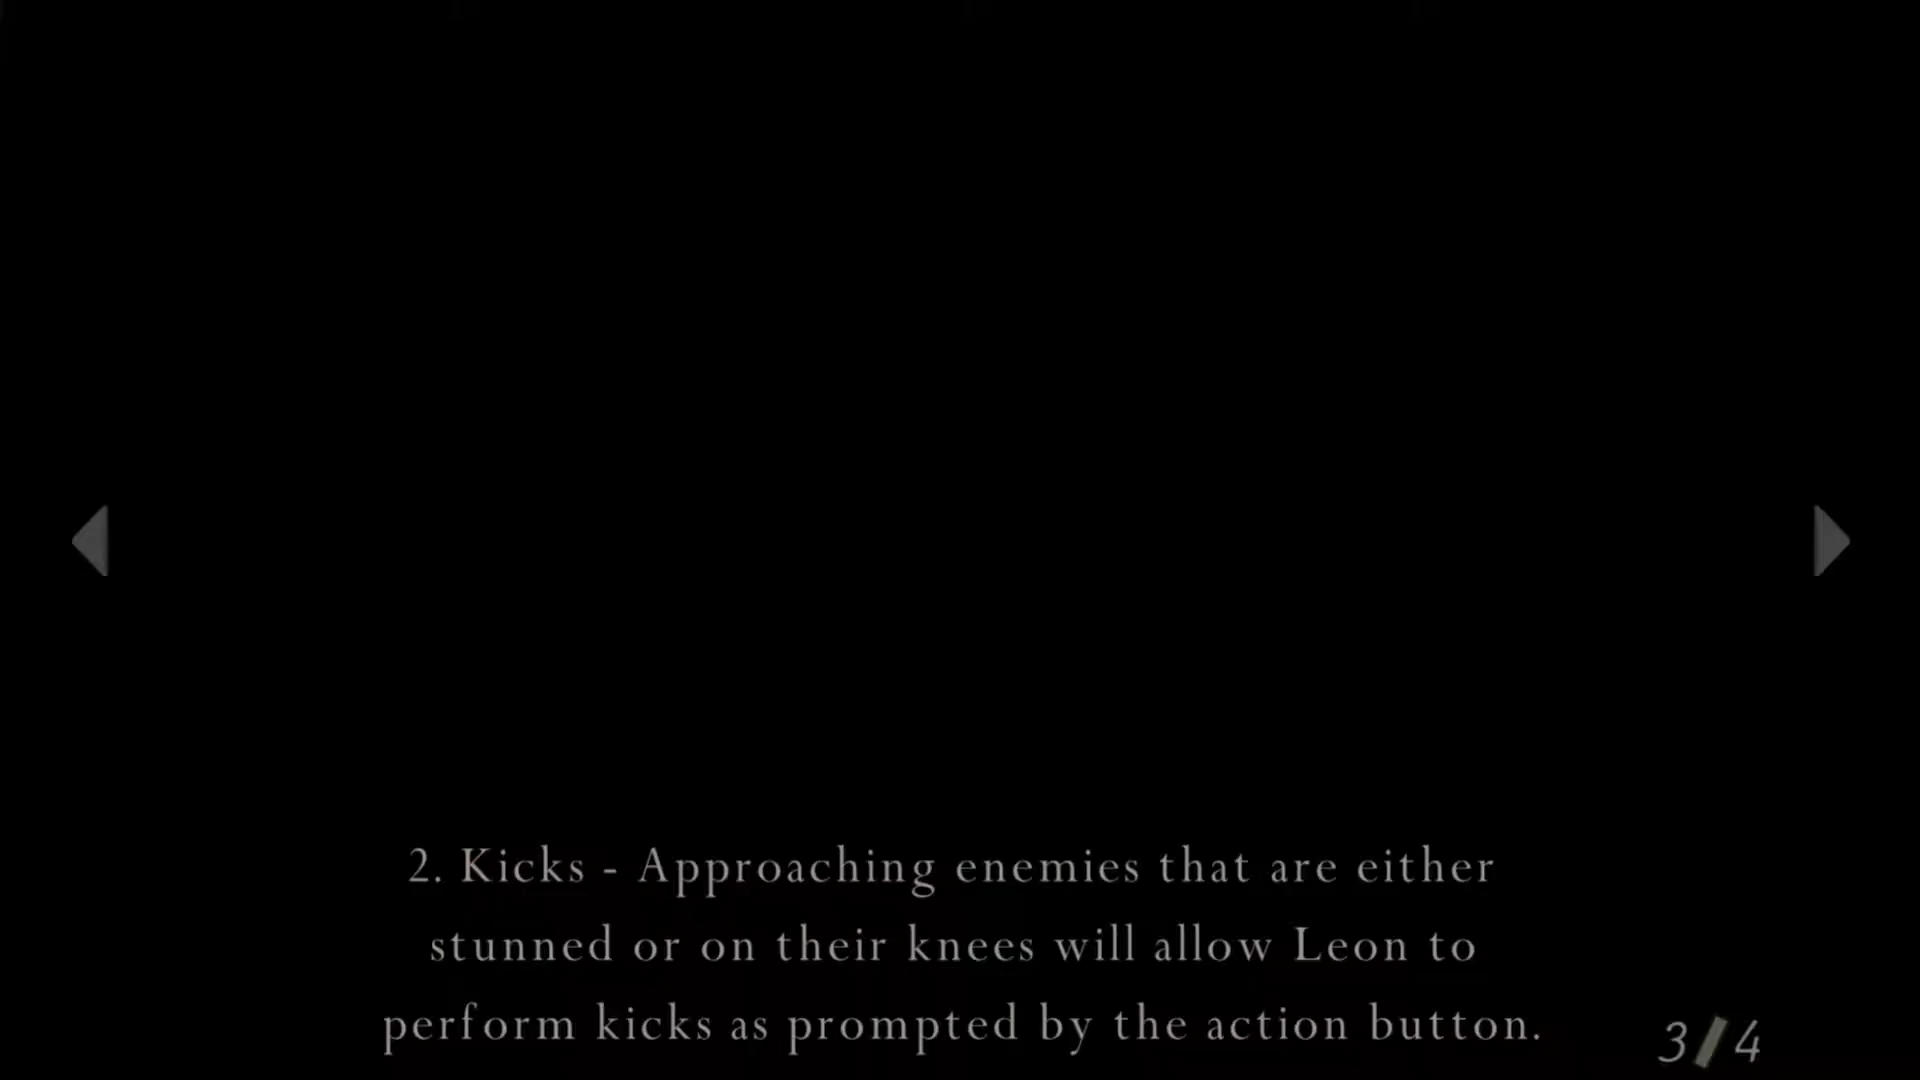 2. Kicks - Approaching enemies that are either
stunned or on their knees will allow Leon to
perform kicks as prompted by the action button.
3/4